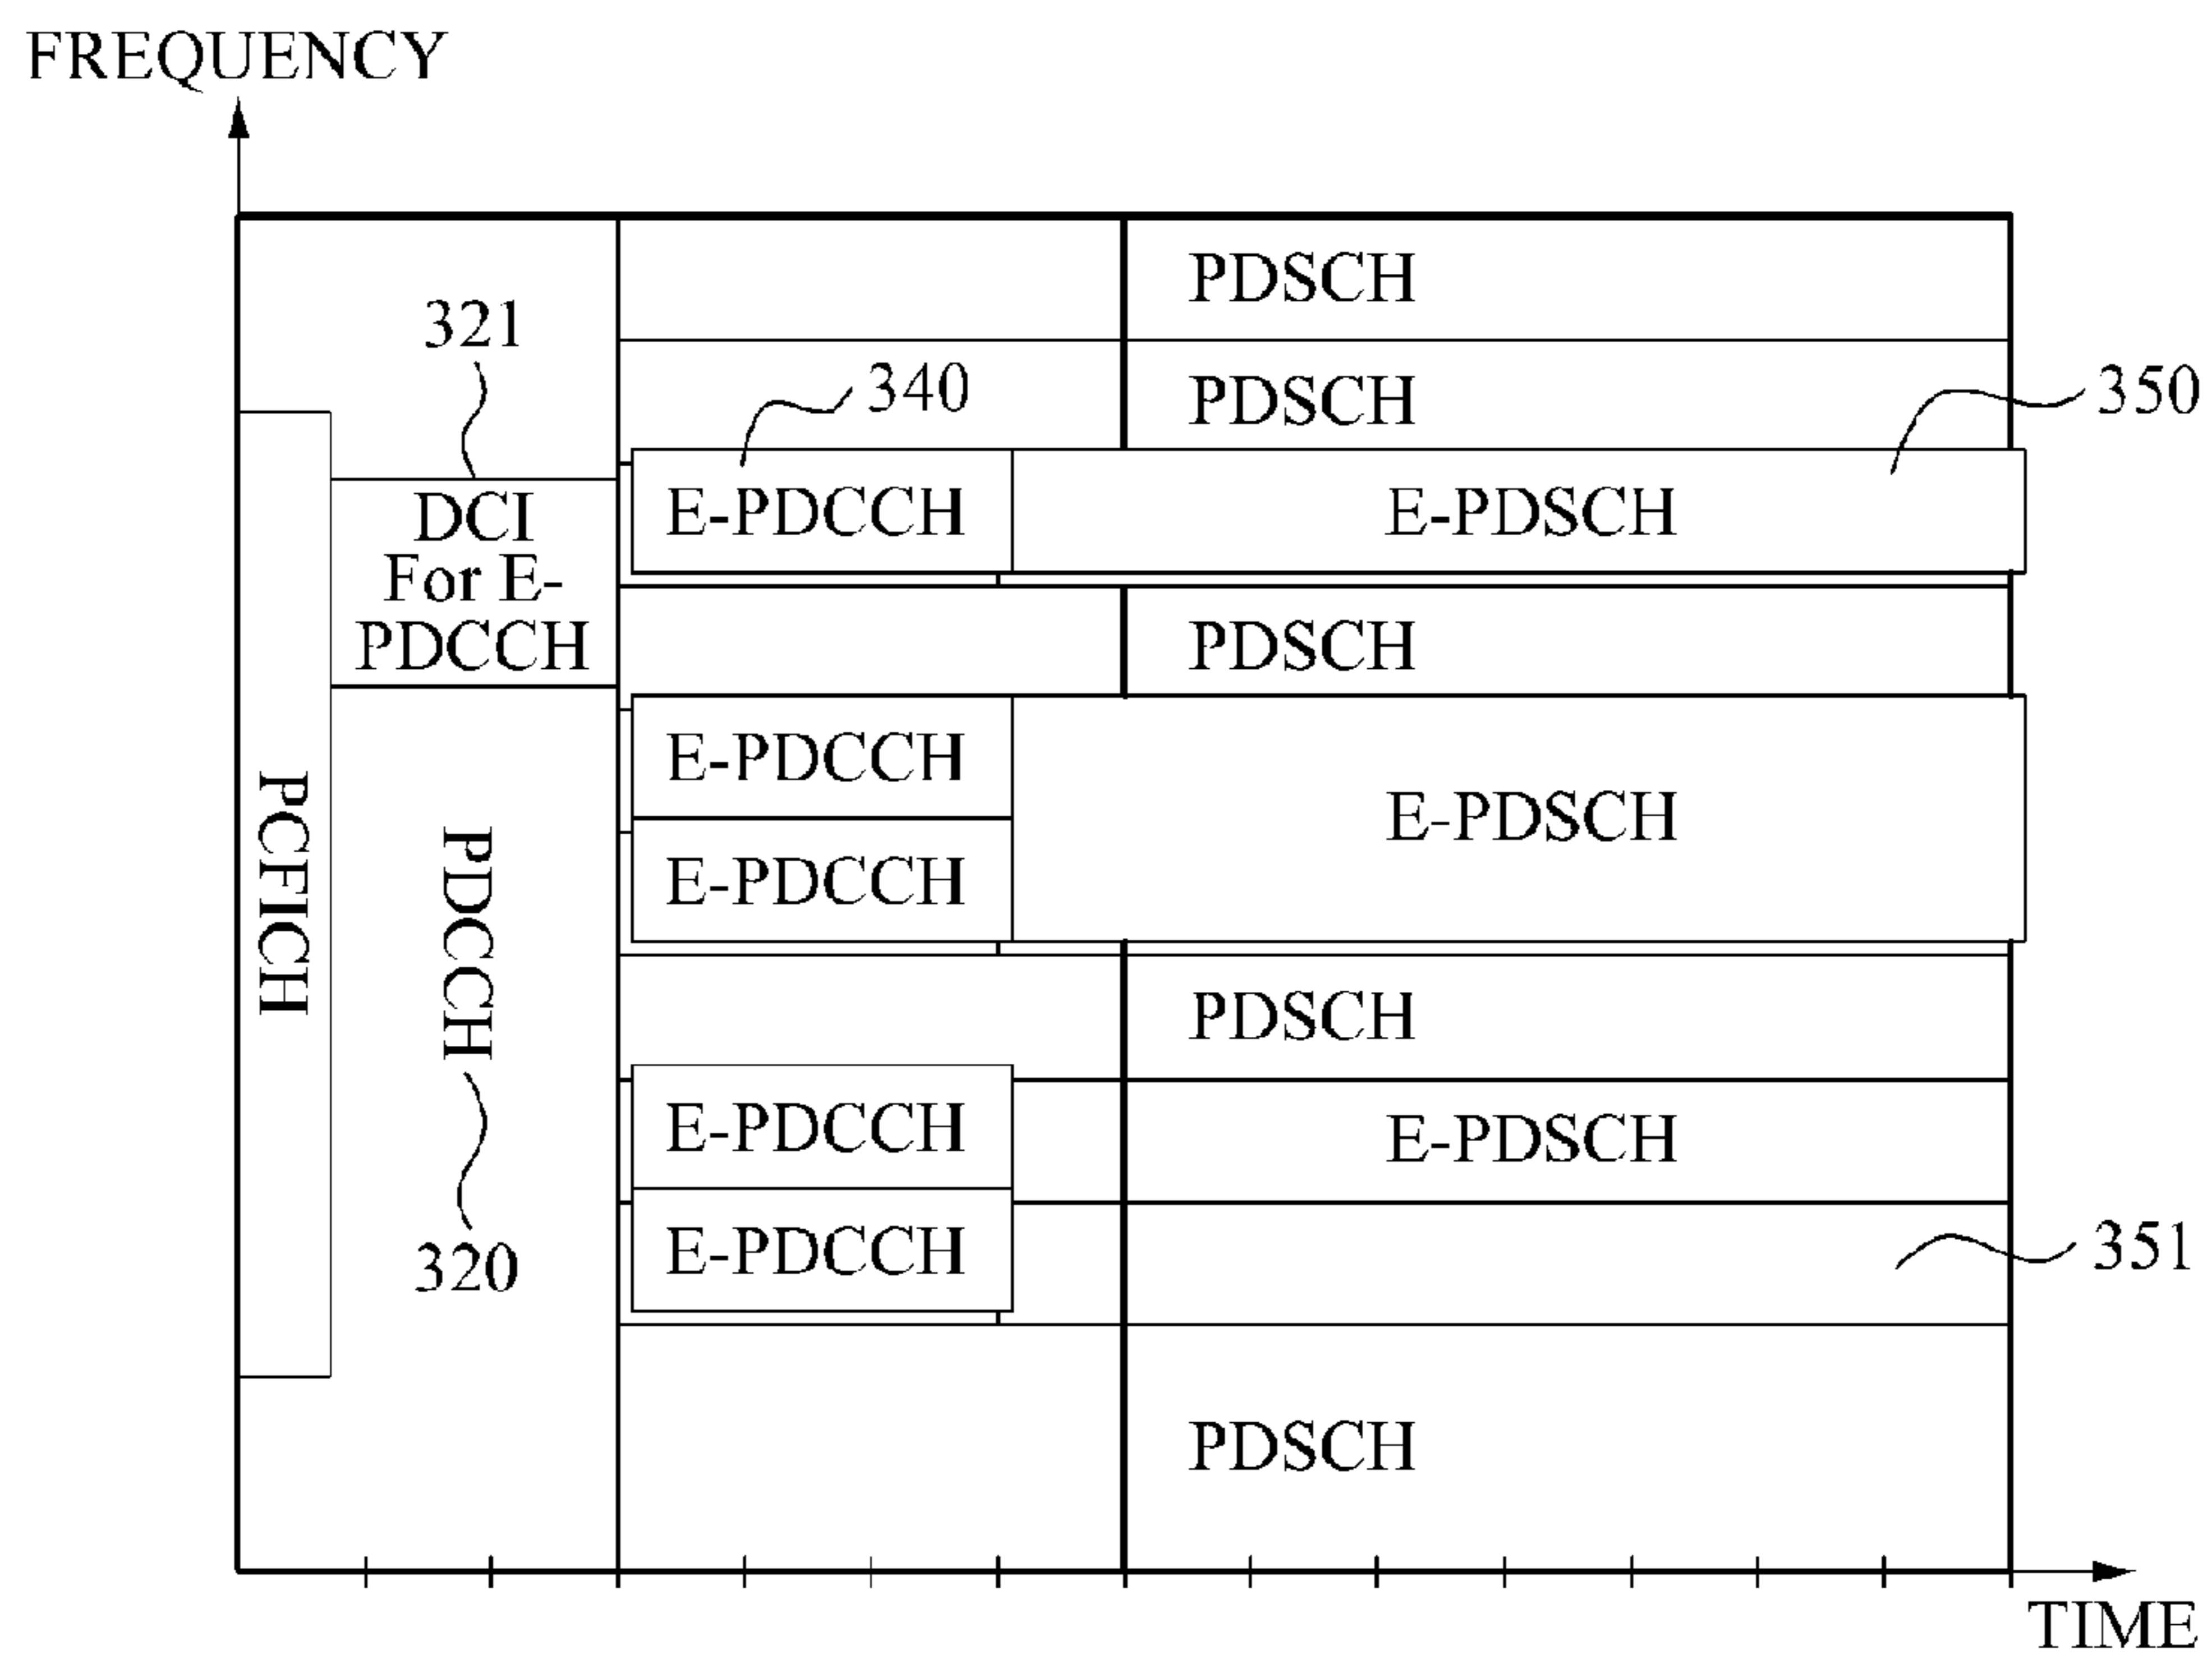 FREQUENCY
PDSCH
321
340
PDSCH
350
DCI
For E-
PDCCH
E-PDCCH
E-PDSCH
PDSCH
PCFICH
PDCCH
E-PDCCH
E-PDCCH
E-PDSCH
PDSCH
E-PDCCH
E-PDSCH
320
E-PDCCH
351
PDSCH
TIME